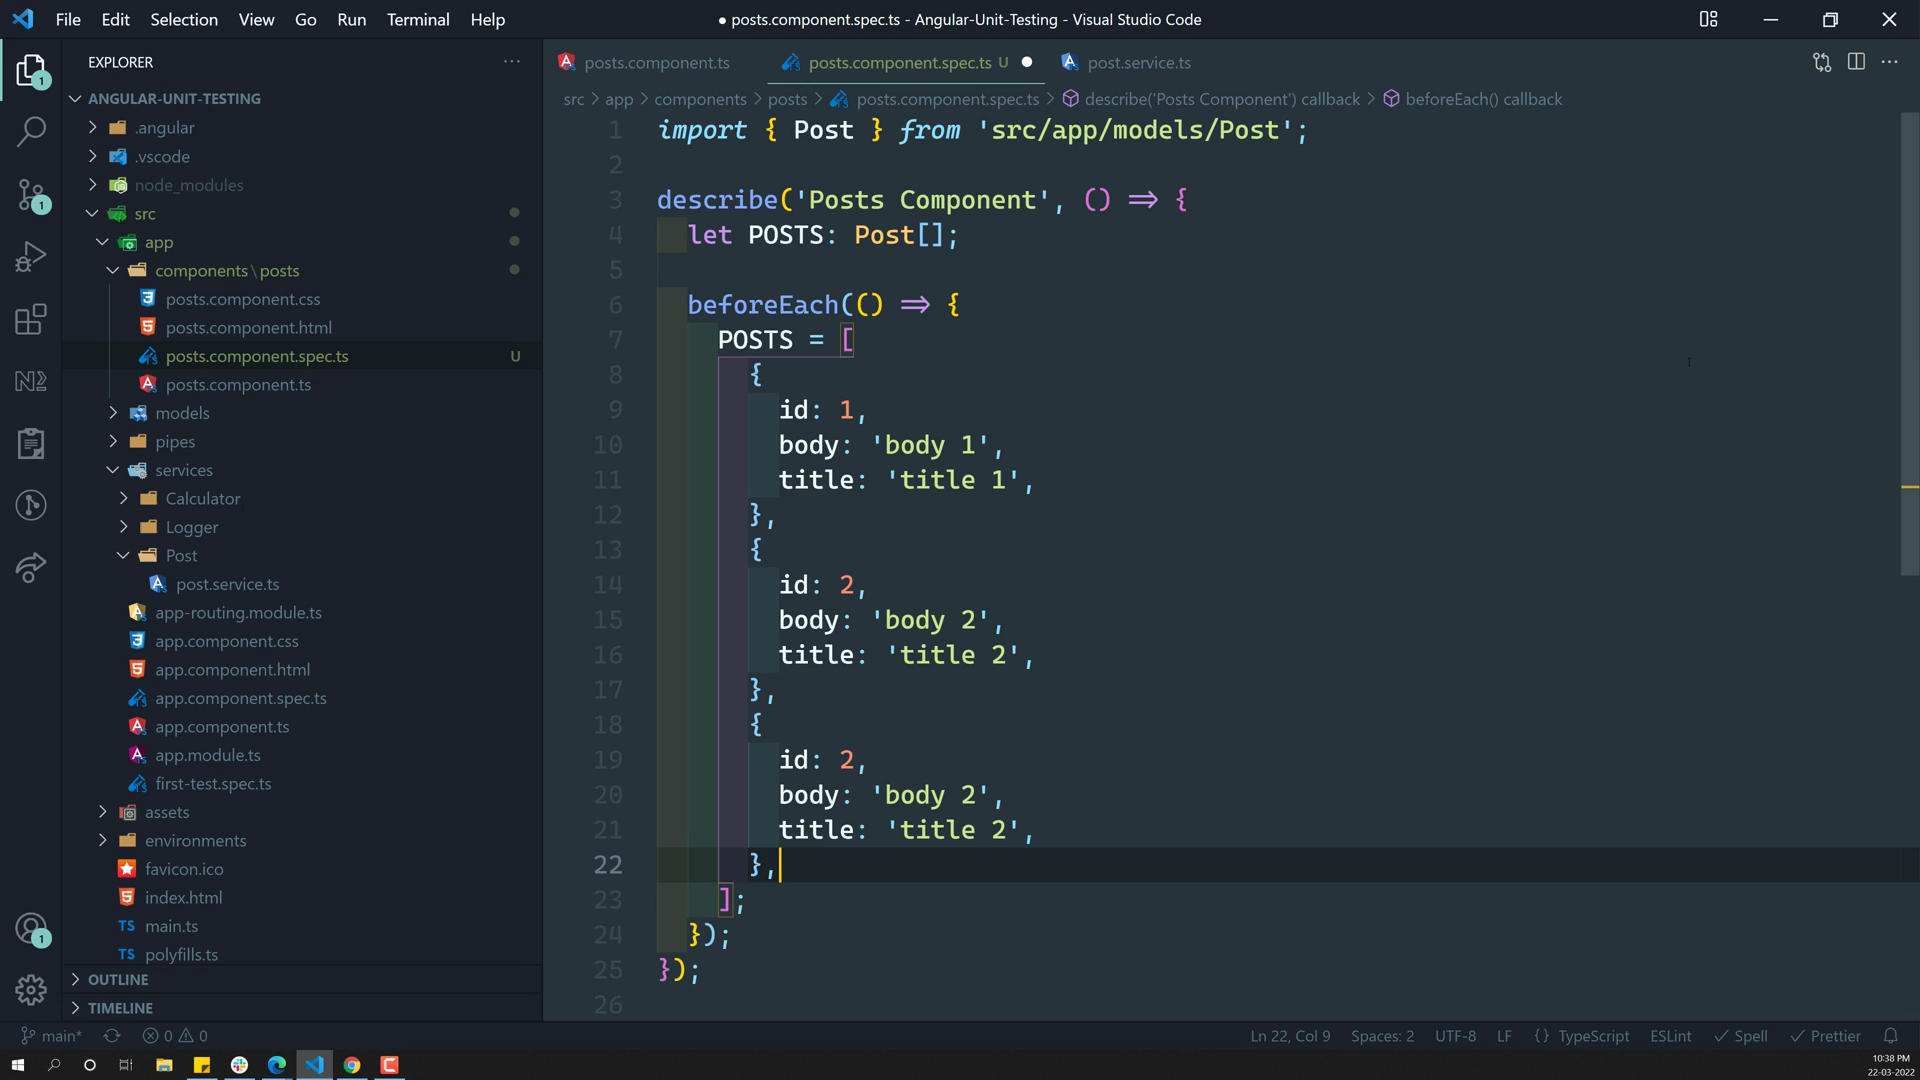 File Edit Selection View Go Run Terminal Help
● posts.component.spec.ts - Angular-Unit-Testing - Visual Studio Code
EXPLORER
ANGULAR-UNIT-TESTING
.angular
.vscode
node_modules
src
app
components\posts
posts.component.css
posts.component.html
posts.component.spec.ts U
posts.component.ts
models
pipes
services
Calculator
Logger
Post
post.service.ts
app-routing.module.ts
app.component.css
app.component.html
app.component.spec.ts
app.component.ts
app.module.ts
first-test.spec.ts
assets
environments
favicon.ico
index.html
TS main.ts
TS polyfills.ts
OUTLINE
TIMELINE
1
1
N
1
posts.component.ts posts.component.spec.ts U ● post.service.ts
src > app > components > posts > posts.component.spec.ts > describe('Posts Component') callback > beforeEach() callback
1 import { Post } from 'src/app/models/Post';
2
3 describe('Posts Component', () => {
4 let POSTS: Post[];
5
6 beforeEach(() => {
7 POSTS = [
8 {
9 id: 1,
10 body: 'body 1',
11 title: 'title 1',
12 },
13 {
14 id: 2,
15 body: 'body 2',
16 title: 'title 2',
17 },
18 {
19 id: 2,
20 body: 'body 2',
21 title: 'title 2',
22 },
23 ];
24 });
25 });
26
main* 0 0 Ln 22, Col 9 Spaces: 2 UTF-8 LF {} TypeScript ESLint ✓ Spell ✓ Prettier
10:38 PM
22-03-2022